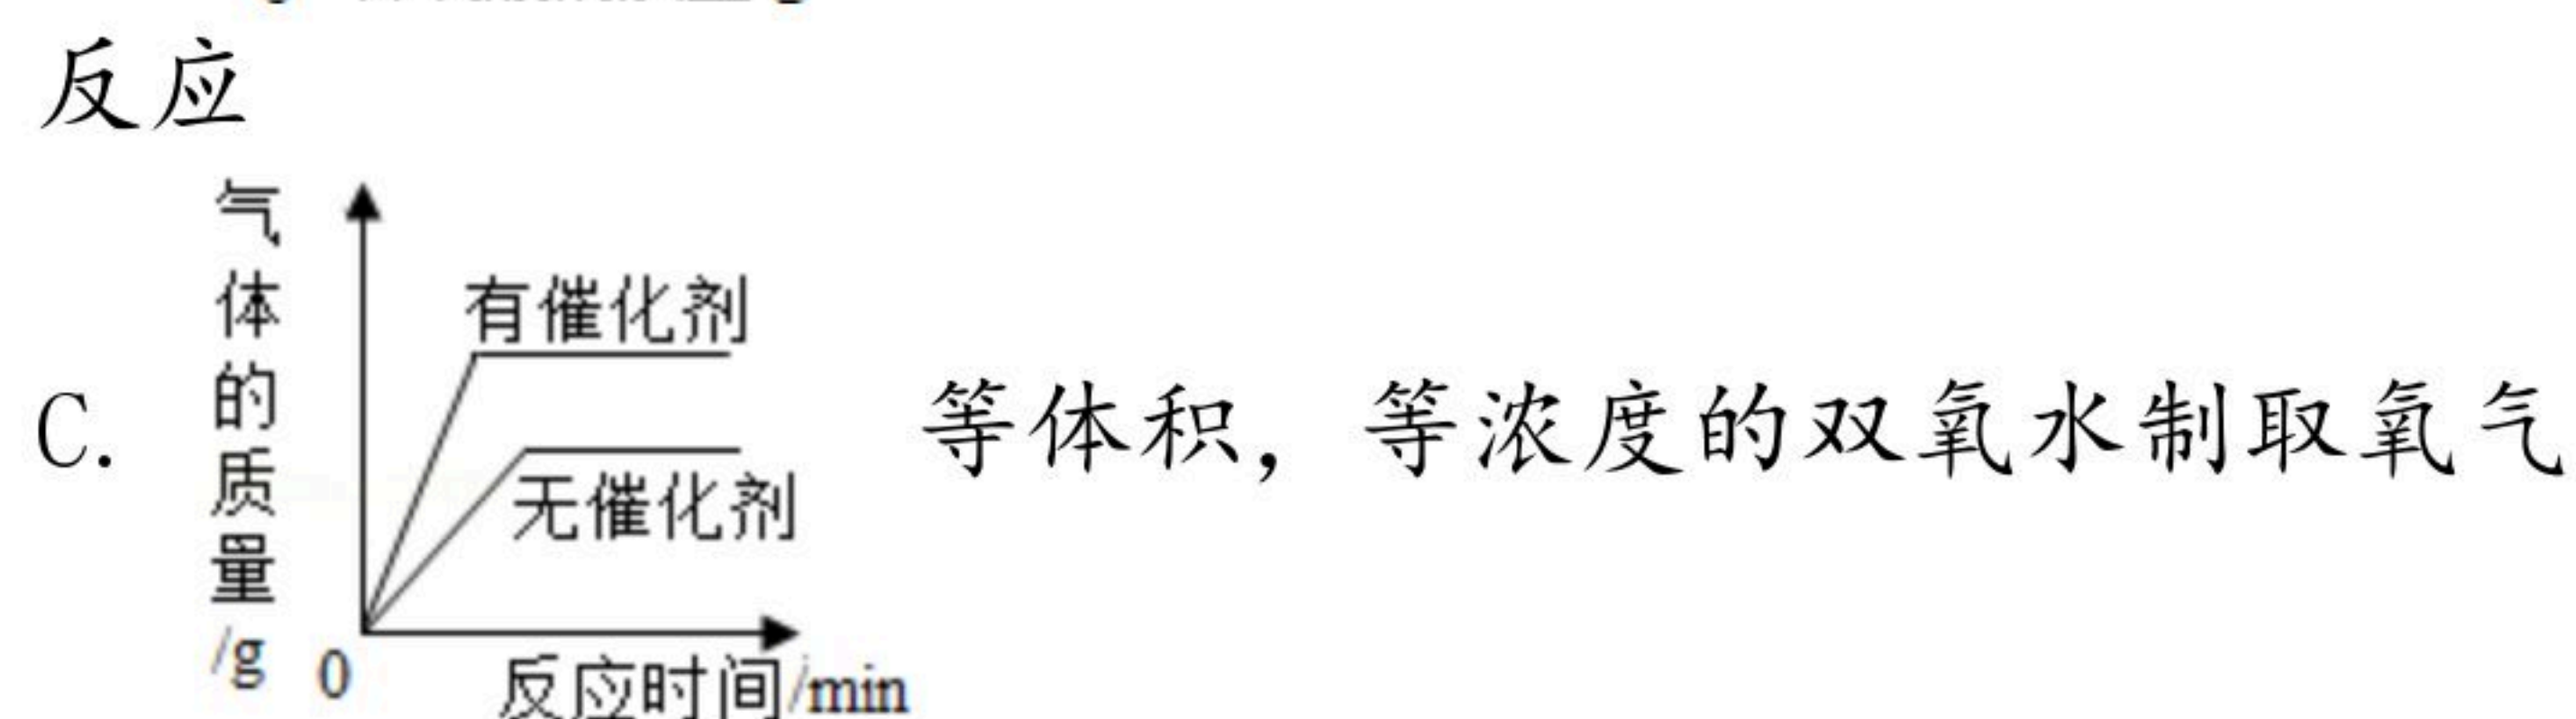 反应
气体的质量/g
有催化剂
无催化剂
0
反应时间/min
C.
等体积，等浓度的双氧水制取氧气